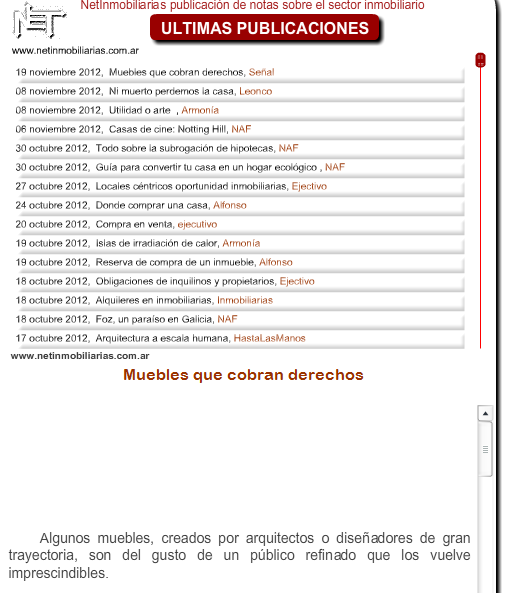 NetInmobiliarias publicación de notas sobre el sector inmobiliario
NET
ULTIMAS PUBLICACIONES
www.netinmobiliarias.com.ar
19 noviembre 2012, Muebles que cobran derechos, Señal
08 noviembre 2012, Ni muerto perdemos la casa, Leonco
08 noviembre 2012, Utilidad o arte , Armonía
06 noviembre 2012, Casas de cine: Notting Hill, NAF
30 octubre 2012, Todo sobre la subrogación de hipotecas, NAF
30 octubre 2012, Guía para convertir tu casa en un hogar ecológico , NAF
27 octubre 2012, Locales céntricos oportunidad inmobiliarias, Ejectivo
24 octubre 2012, Donde comprar una casa, Alfonso
20 octubre 2012, Compra en venta, ejecutivo
19 octubre 2012, Islas de irradiación de calor, Armonía
19 octubre 2012, Reserva de compra de un inmueble, Alfonso
18 octubre 2012, Obligaciones de inquilinos y propietarios, Ejectivo
18 octubre 2012, Alquileres en inmobiliarias, Inmobiliarias
18 octubre 2012, Foz, un paraíso en Galicia, NAF
17 octubre 2012, Arquitectura a escala humana, HastaLasManos
www.netinmobiliarias.com.ar
Muebles que cobran derechos
Algunos muebles, creados por arquitectos o diseñadores de gran
trayectoria, son del gusto de un público refinado que los vuelve
imprescindibles.